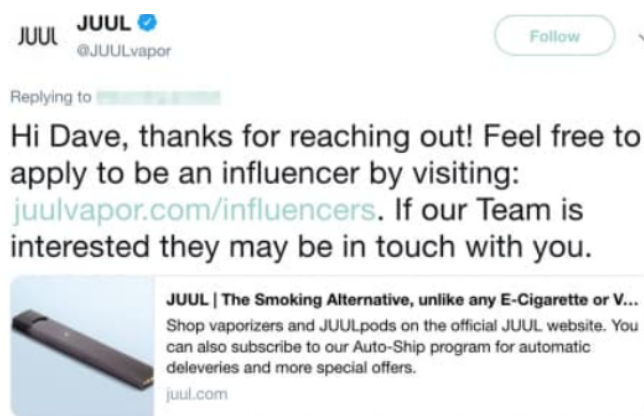 JUUL JUUL
@JUULvapor
Follow
Replying to
Hi Dave, thanks for reaching out! Feel free to
apply to be an influencer by visiting:
juulvapor.com/influencers. If our Team is
interested they may be in touch with you.
JUUL | The Smoking Alternative, unlike any E-Cigarette or V...
Shop vaporizers and JUULpods on the official JUUL website. You
can also subscribe to our Auto-Ship program for automatic
deleveries and more special offers.
juul.com